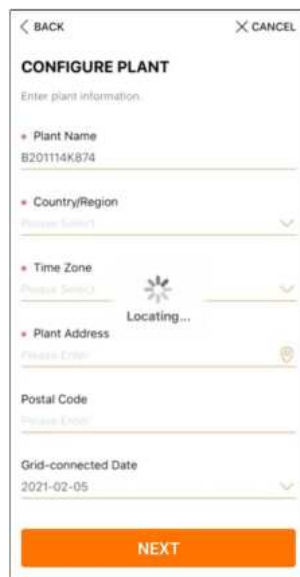 BACK
CANCEL
CONFIGURE PLANT
Enter plant information.
* Plant Name
B201114K874
* Country/Region
Please Select
* Time Zone
Please Select
Locating...
* Plant Address
Please Enter
Postal Code
Please Enter
Grid-connected Date
2021-02-05
NEXT